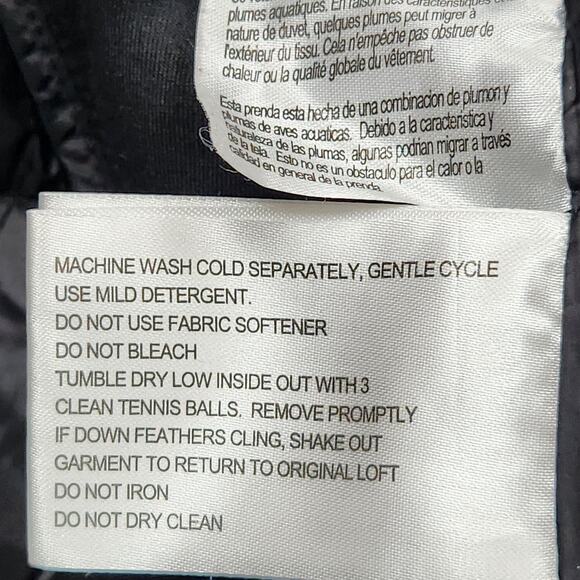 plumes aquatiques. En raison des caractéristiques
nature de duvet, quelques plumes peut migrer à
l'extérieur du tissu. Cela n'empêche pas obstruer de
chaleur ou la qualité globale du vêtement.
Esta prenda esta hecha de una combinacion de plumon y
plumas de aves acuaticas. Debido a la caracteristica y
naturaleza de las plumas, algunas podrian migrar a través
de la tela. Esto no es un obstaculo para el calor o la
calidad en general de la prenda.
MACHINE WASH COLD SEPARATELY, GENTLE CYCLE
USE MILD DETERGENT.
DO NOT USE FABRIC SOFTENER
DO NOT BLEACH
TUMBLE DRY LOW INSIDE OUT WITH 3
CLEAN TENNIS BALLS. REMOVE PROMPTLY
IF DOWN FEATHERS CLING, SHAKE OUT
GARMENT TO RETURN TO ORIGINAL LOFT
DO NOT IRON
DO NOT DRY CLEAN